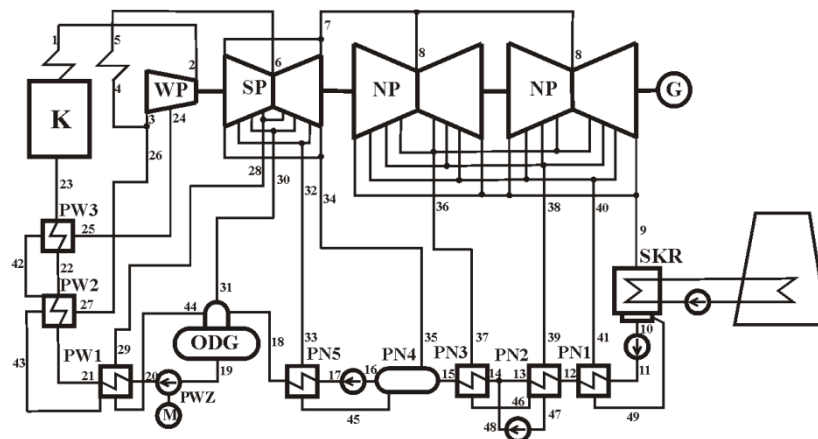 1
5
7
6
2
8
8
WP
SP
NP
NP
G
K
4
3
24
26
28
30
32
34
36
38
40
23
9
PW3
25
SKR
42
22
PW2
27
31
10
44
29
18
33
35
37
39
41
43
ODG
PN5
PN4
PN3
PN2
PN1
11
PW1
21
20
19
17
16
15
14
13
12
PWZ
M
45
46
47
48
49